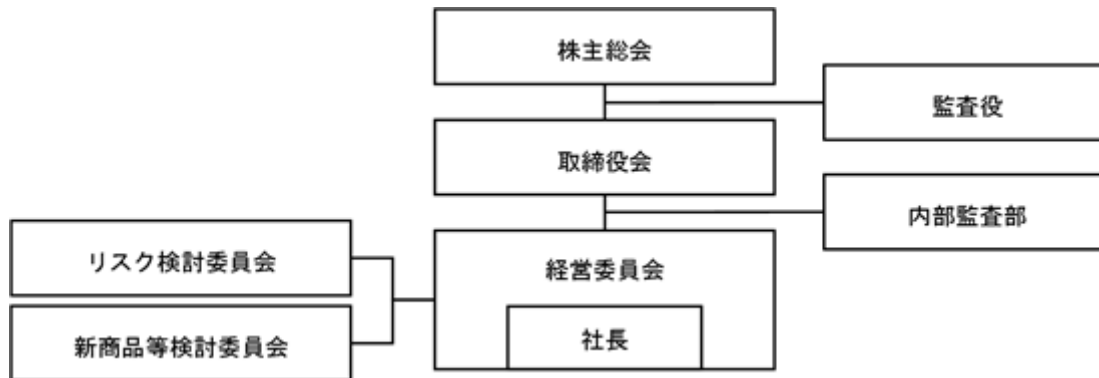 株主総会
監査役
取締役会
内部監査部
リスク検討委員会
経営委員会
新商品等検討委員会
社長